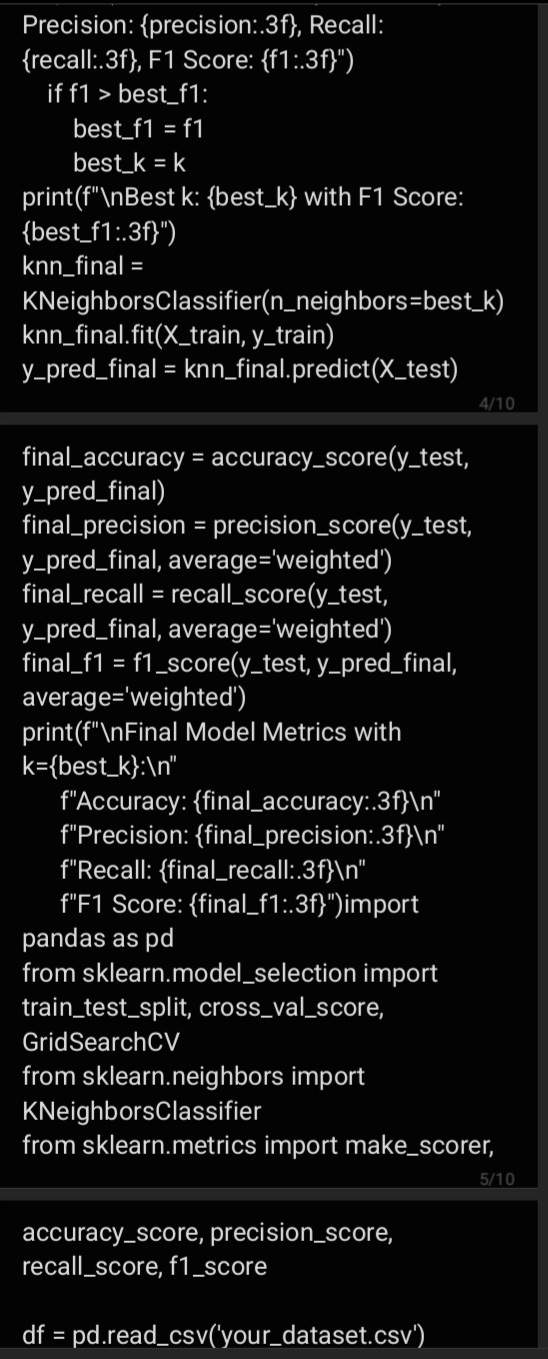 Precision: {precision:.3f}, Recall:
{recall:.3f}, F1 Score: {f1:.3f}")
    if f1 > best_f1:
        best_f1 = f1
        best_k = k
print(f"\nBest k: {best_k} with F1 Score:
{best_f1:.3f}")
knn_final =
KNeighborsClassifier(n_neighbors=best_k)
knn_final.fit(X_train, y_train)
y_pred_final = knn_final.predict(X_test)
4/10
final_accuracy = accuracy_score(y_test,
y_pred_final)
final_precision = precision_score(y_test,
y_pred_final, average='weighted')
final_recall = recall_score(y_test,
y_pred_final, average='weighted')
final_f1 = f1_score(y_test, y_pred_final,
average='weighted')
print(f"\nFinal Model Metrics with
k={best_k}:\n"
      f"Accuracy: {final_accuracy:.3f}\n"
      f"Precision: {final_precision:.3f}\n"
      f"Recall: {final_recall:.3f}\n"
      f"F1 Score: {final_f1:.3f}")import
pandas as pd
from sklearn.model_selection import
train_test_split, cross_val_score,
GridSearchCV
from sklearn.neighbors import
KNeighborsClassifier
from sklearn.metrics import make_scorer,
5/10
accuracy_score, precision_score,
recall_score, f1_score

df = pd.read_csv('your_dataset.csv')